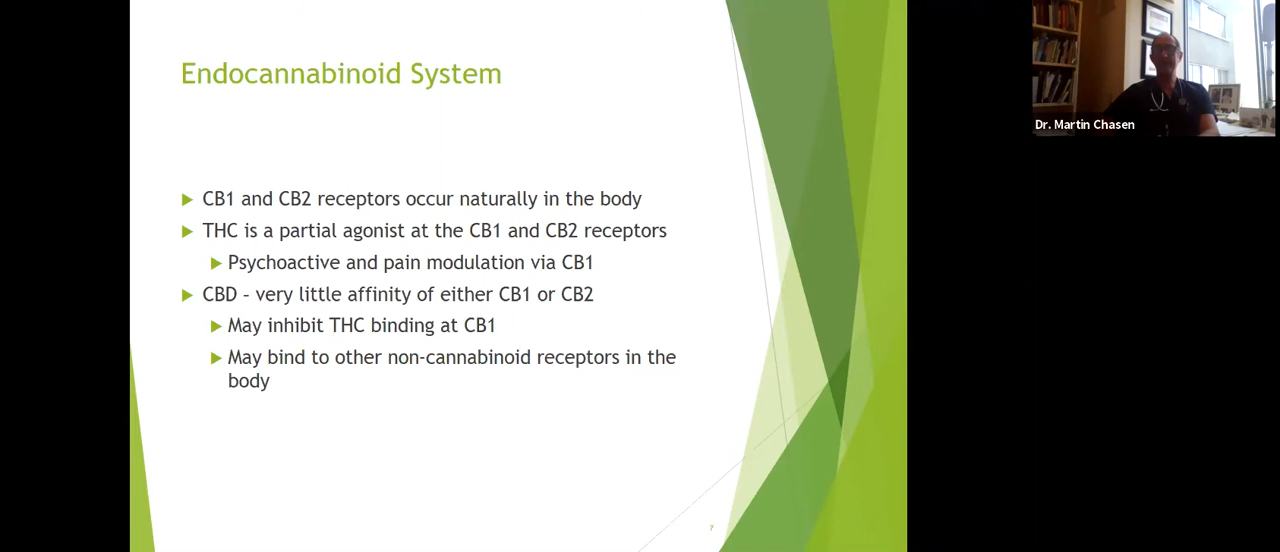 Endocannabinoid System
CB1 and CB2 receptors occur naturally in the body
THC is a partial agonist at the CB1 and CB2 receptors
Psychoactive and pain modulation via CB1
CBD – very little affinity of either CB1 or CB2
May inhibit THC binding at CB1
May bind to other non-cannabinoid receptors in the
body
7
Dr. Martin Chasen